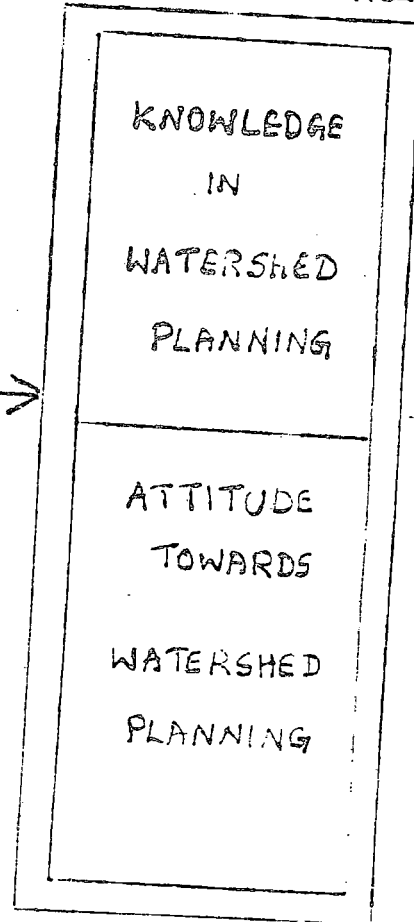 KNOWLEDGE
IN
WATERSHED
PLANNING
ATTITUDE
TOWARDS
WATERSHED
PLANNING